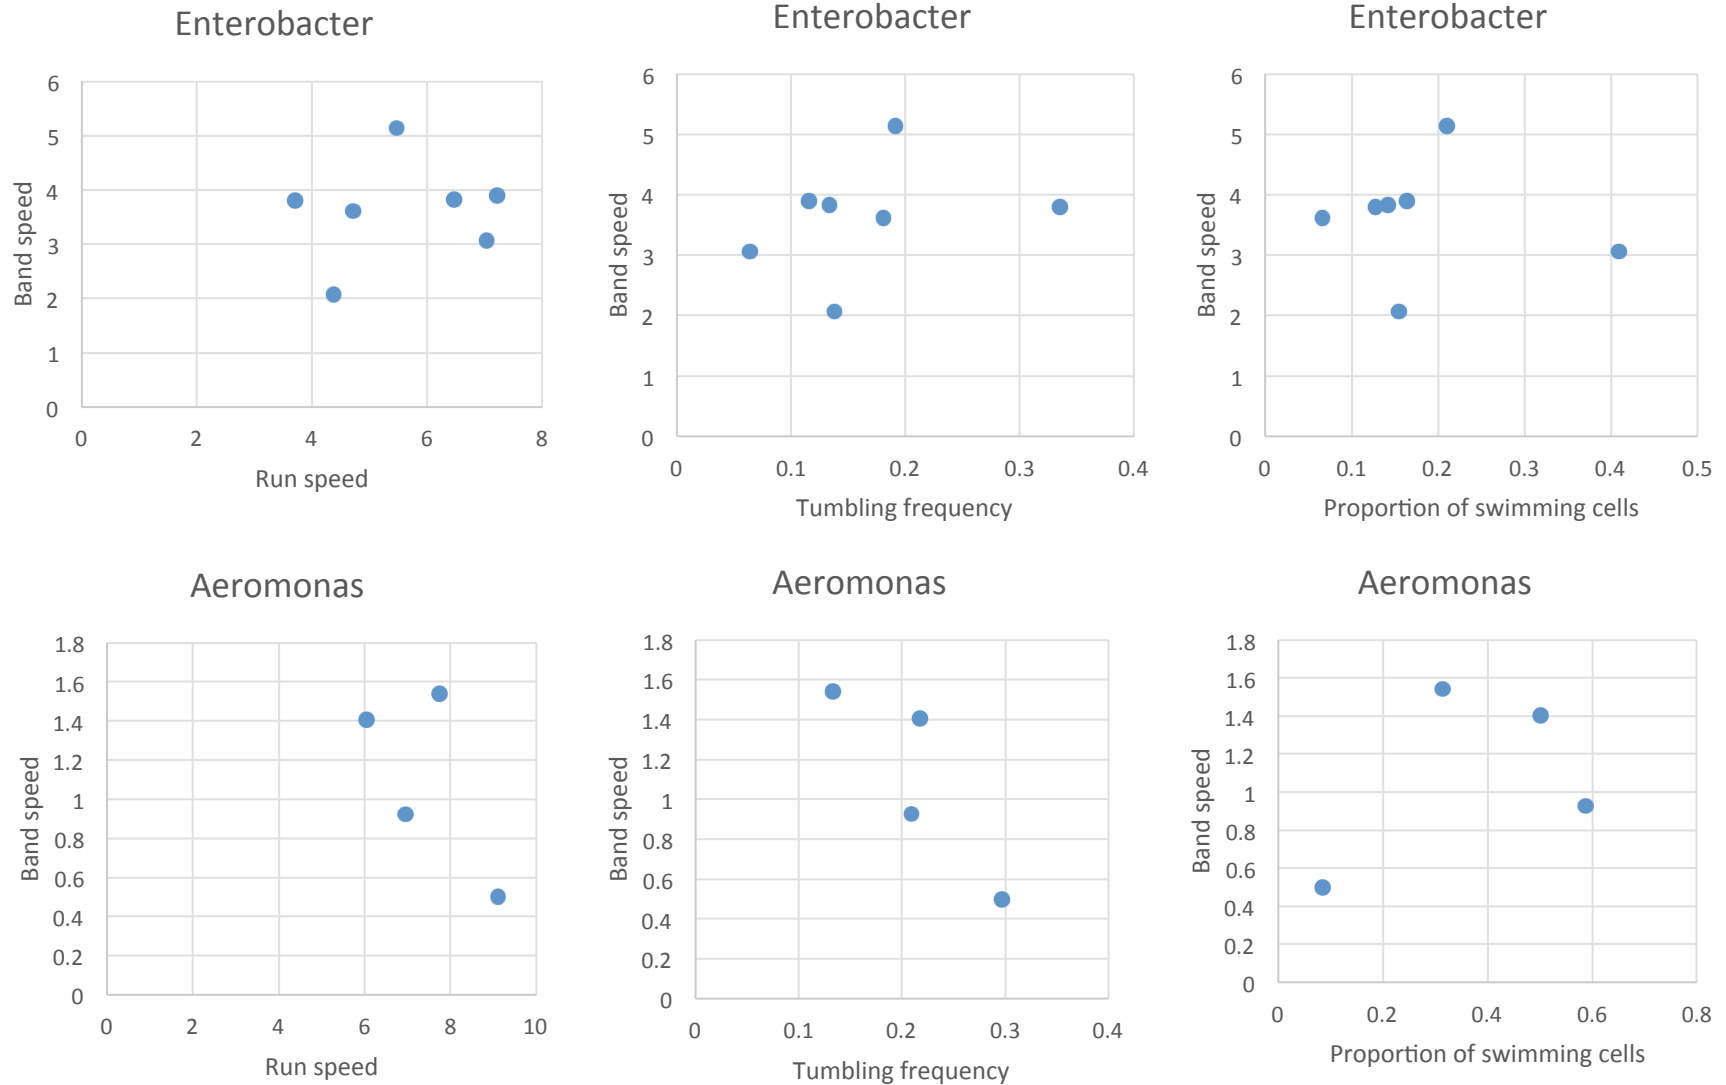 Enterobacter
6
5
4
3
2
1
0
0 2 4 6 8
Band speed
Run speed
Enterobacter
6
5
4
3
2
1
0
0 0.1 0.2 0.3 0.4
Band speed
Tumbling frequency
Enterobacter
6
5
4
3
2
1
0
0 0.1 0.2 0.3 0.4 0.5
Band speed
Proportion of swimming cells
Aeromonas
1.8
1.6
1.4
1.2
1
0.8
0.6
0.4
0.2
0
0 2 4 6 8 10
Band speed
Run speed
Aeromonas
1.8
1.6
1.4
1.2
1
0.8
0.6
0.4
0.2
0
0 0.1 0.2 0.3 0.4
Band speed
Tumbling frequency
Aeromonas
1.8
1.6
1.4
1.2
1
0.8
0.6
0.4
0.2
0
0 0.2 0.4 0.6 0.8
Band speed
Proportion of swimming cells